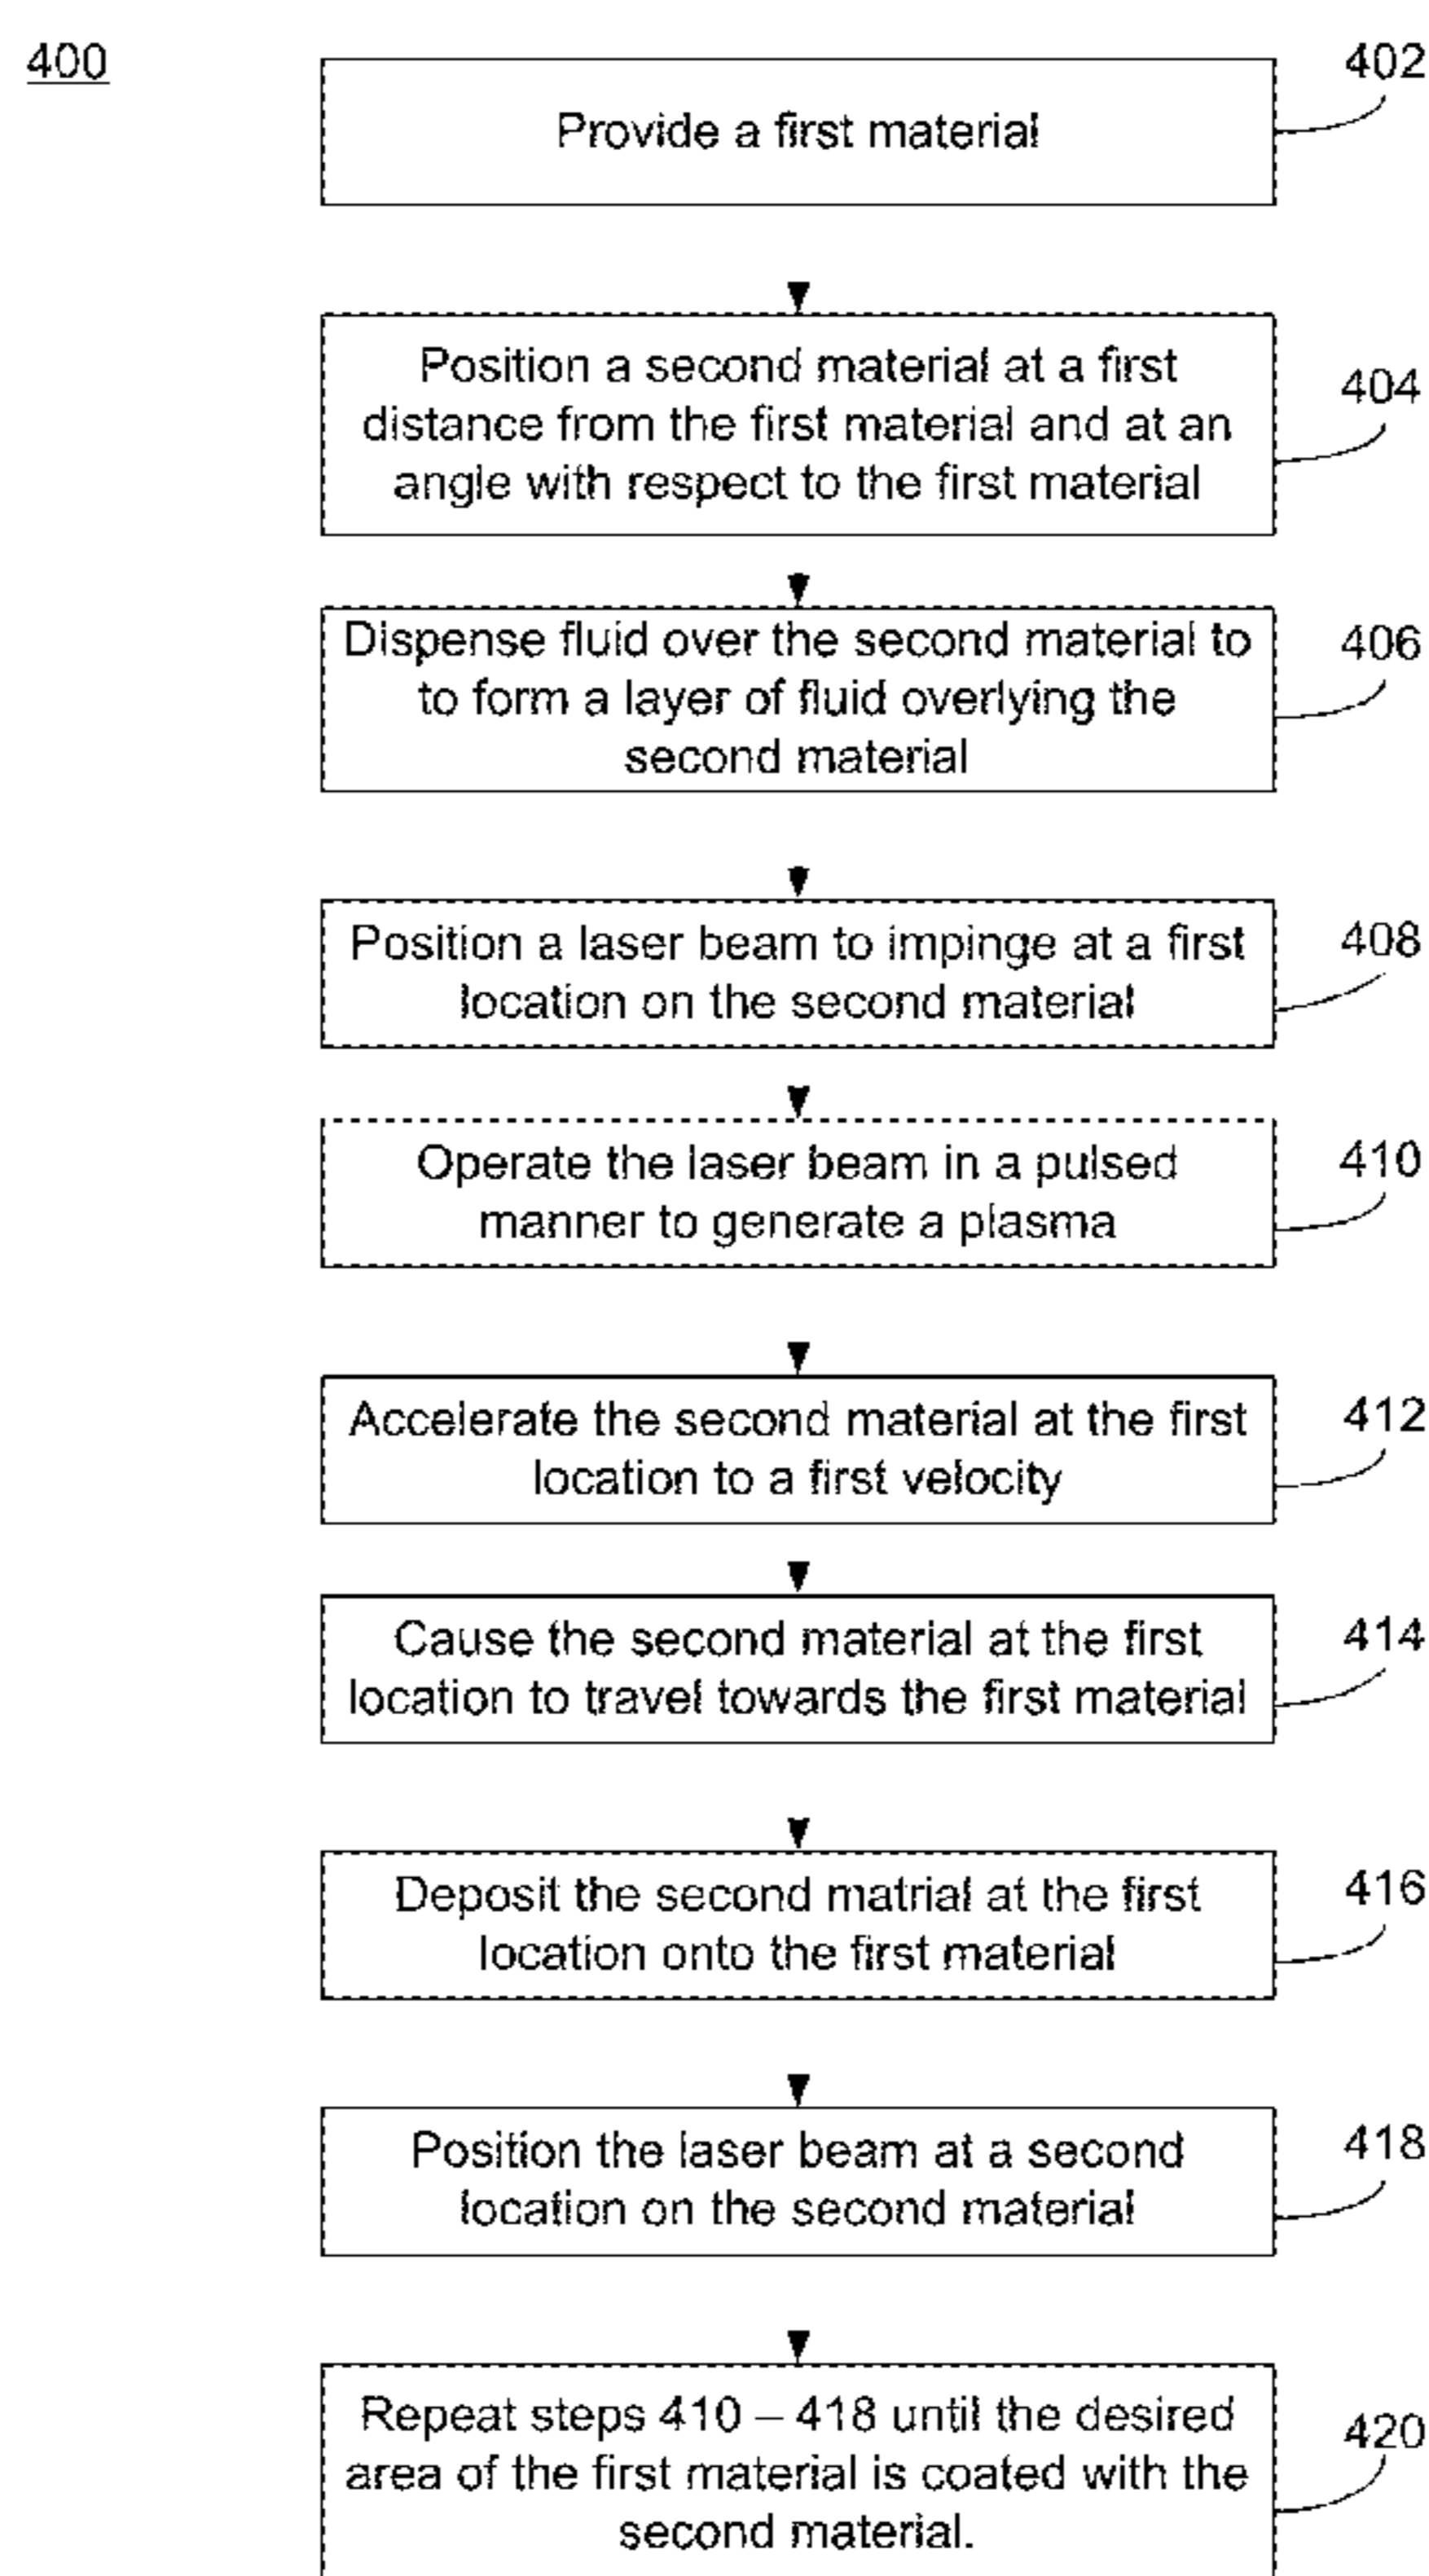 400
402
Provide a first material
Position a second material at a first
distance from the first material and at an
angle with respect to the first material
404
Dispense fluid over the second material to
to form a layer of fluid overlying the
second material
406
Position a laser beam to impinge at a first
location on the second material
408
Operate the laser beam in a pulsed
manner to generate a plasma
410
Accelerate the second material at the first
location to a first velocity
412
Cause the second material at the first
location to travel towards the first material
414
Deposit the second matrial at the first
location onto the first material
416
Position the laser beam at a second
location on the second material
418
Repeat steps 410 – 418 until the desired
area of the first material is coated with the
second material.
420